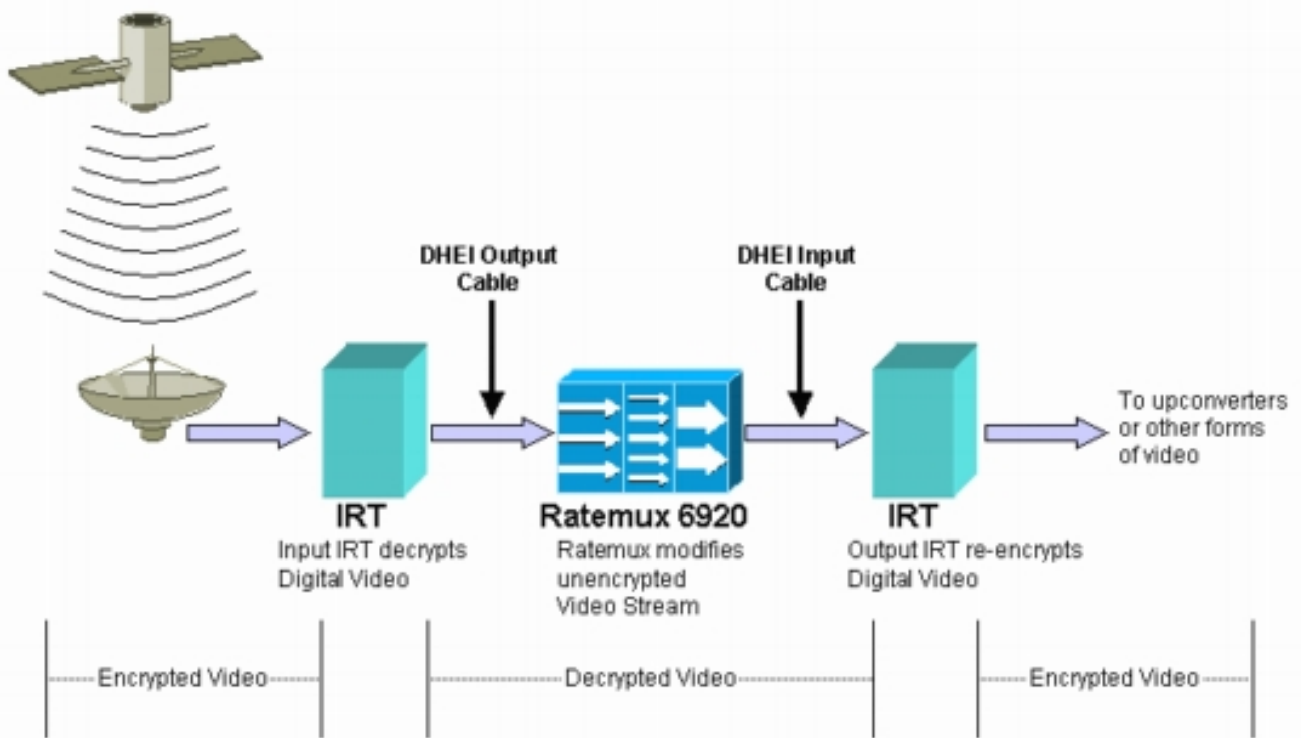 DHEI Output
Cable
DHEI Input
Cable
To upconverters
or other forms
of video
IRT
Input IRT decrypts
Digital Video
Ratemux 6920
Ratemux modifies
unencrypted
Video Stream
IRT
Output IRT re-encrypts
Digital Video
Encrypted Video
Decrypted Video
Encrypted Video